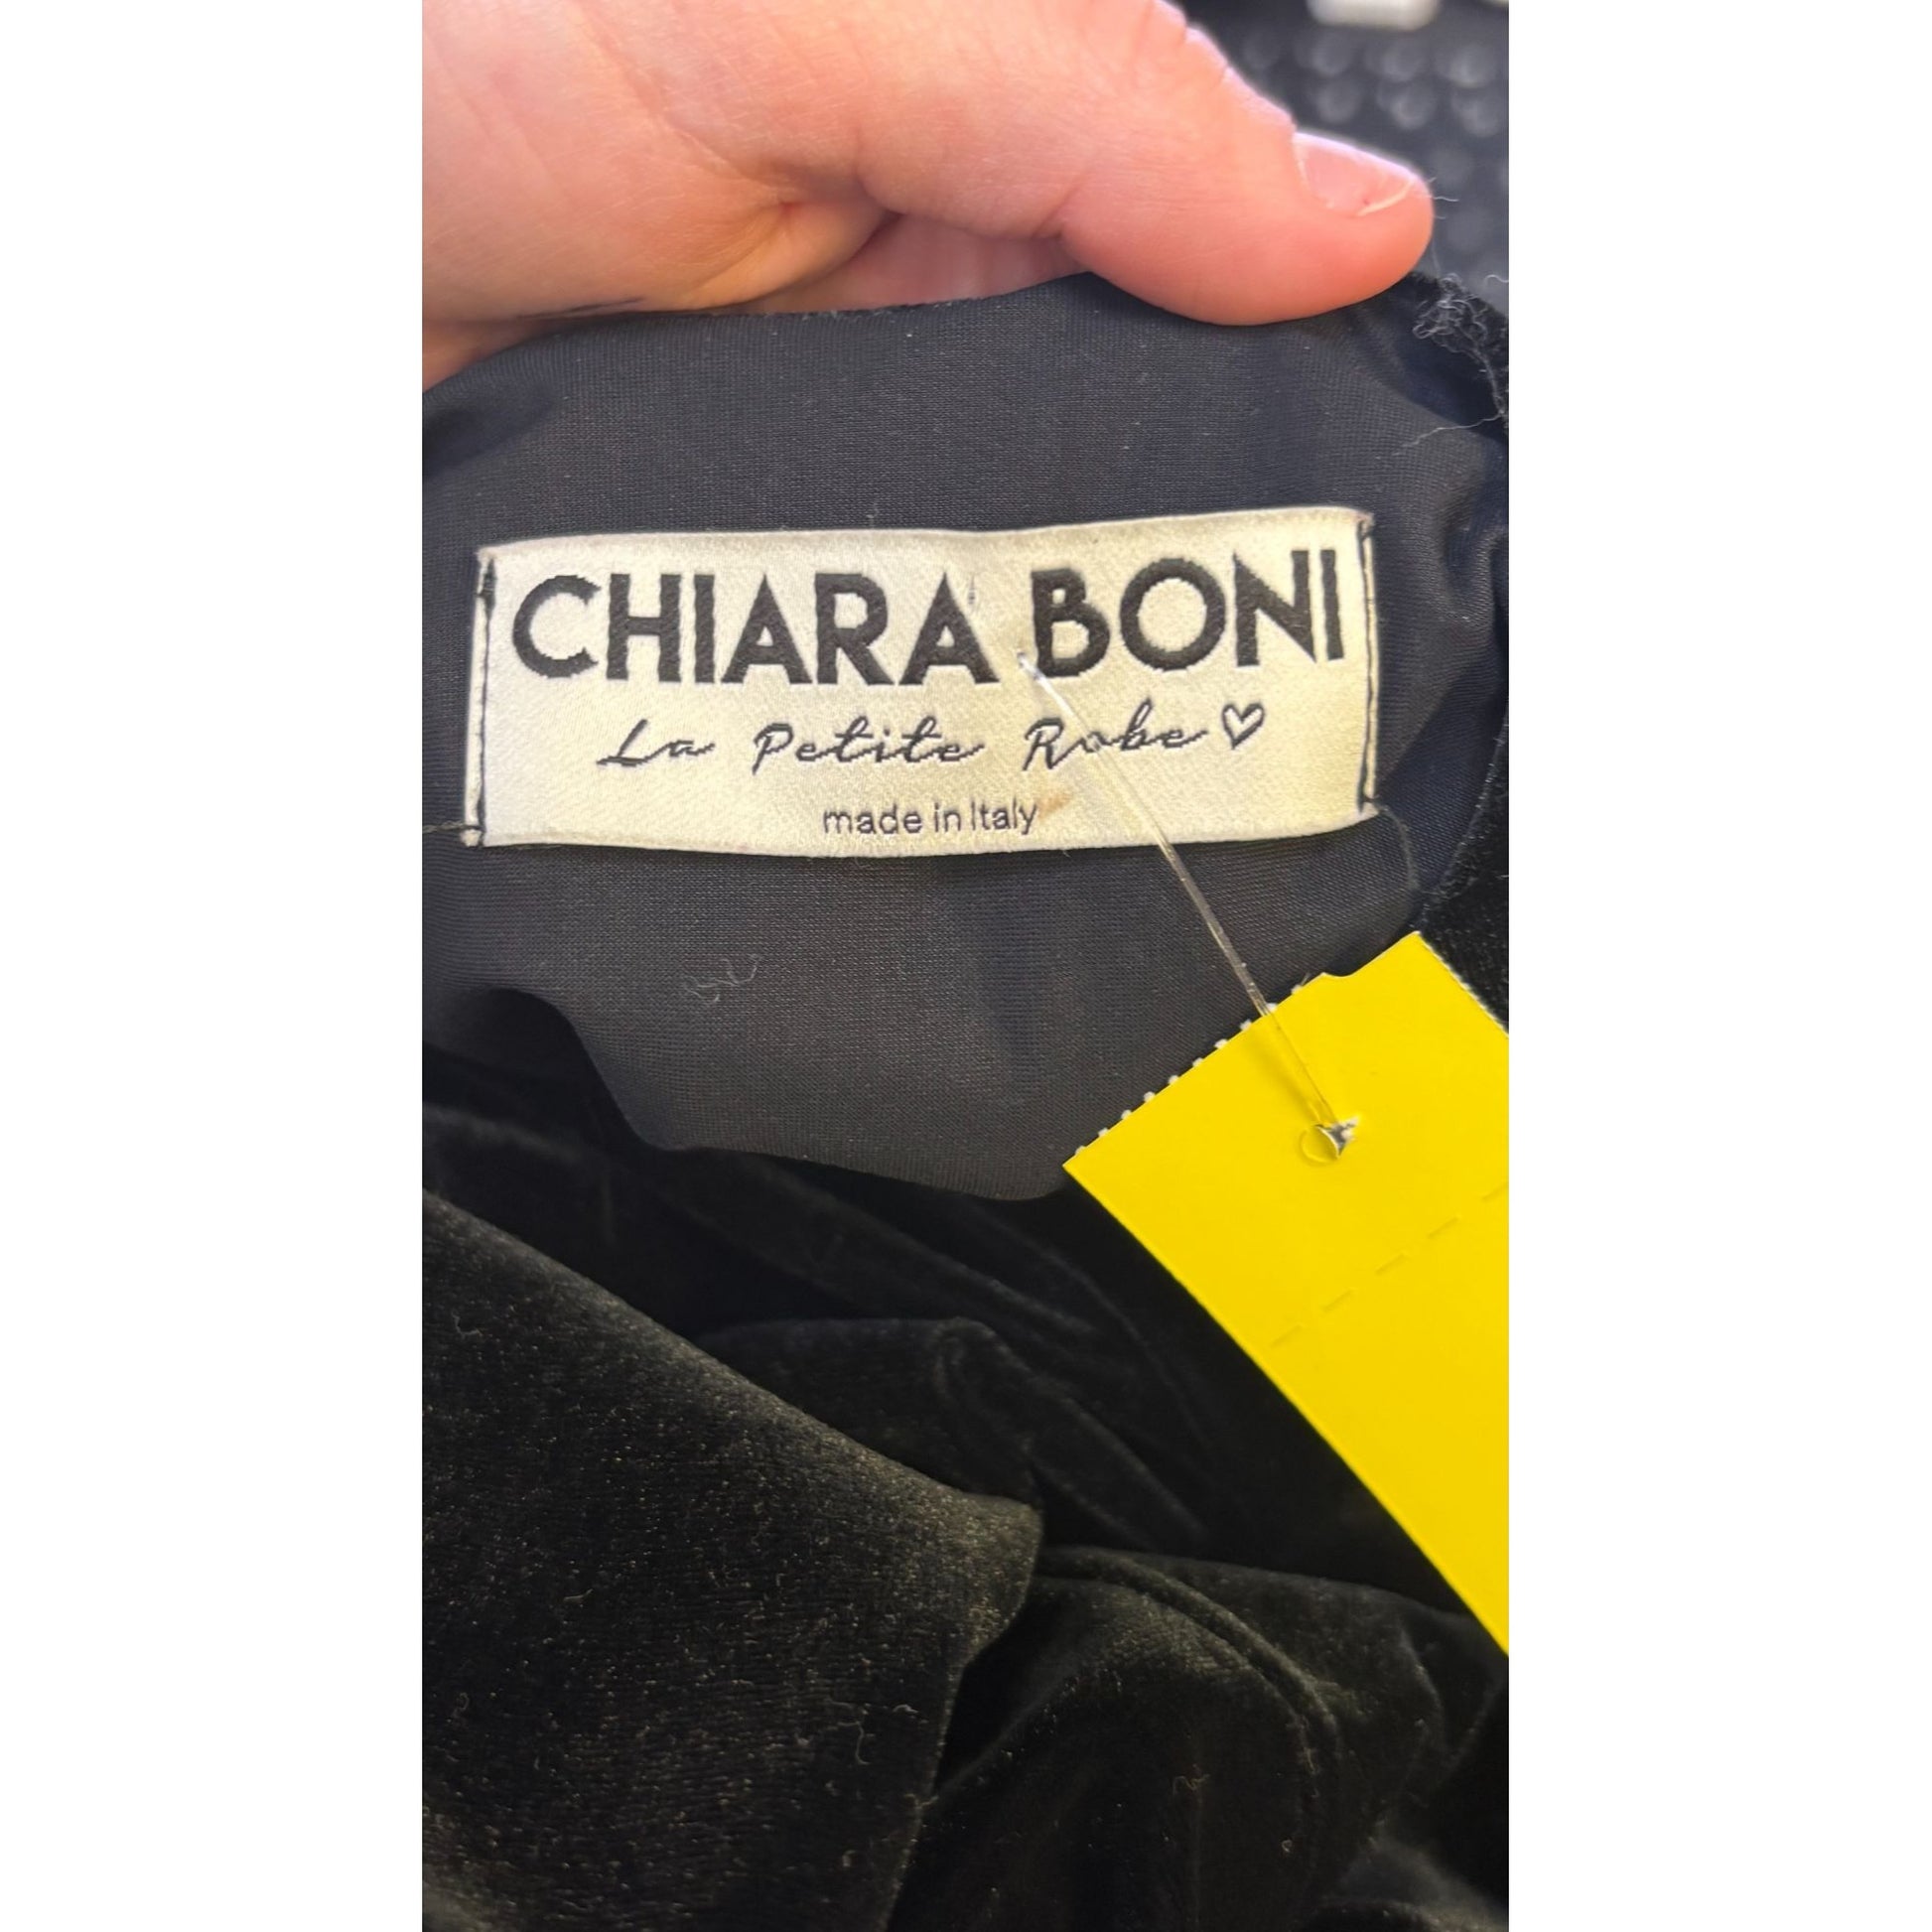 CHIARA BONI
La Petite Robe♡
made in Italy